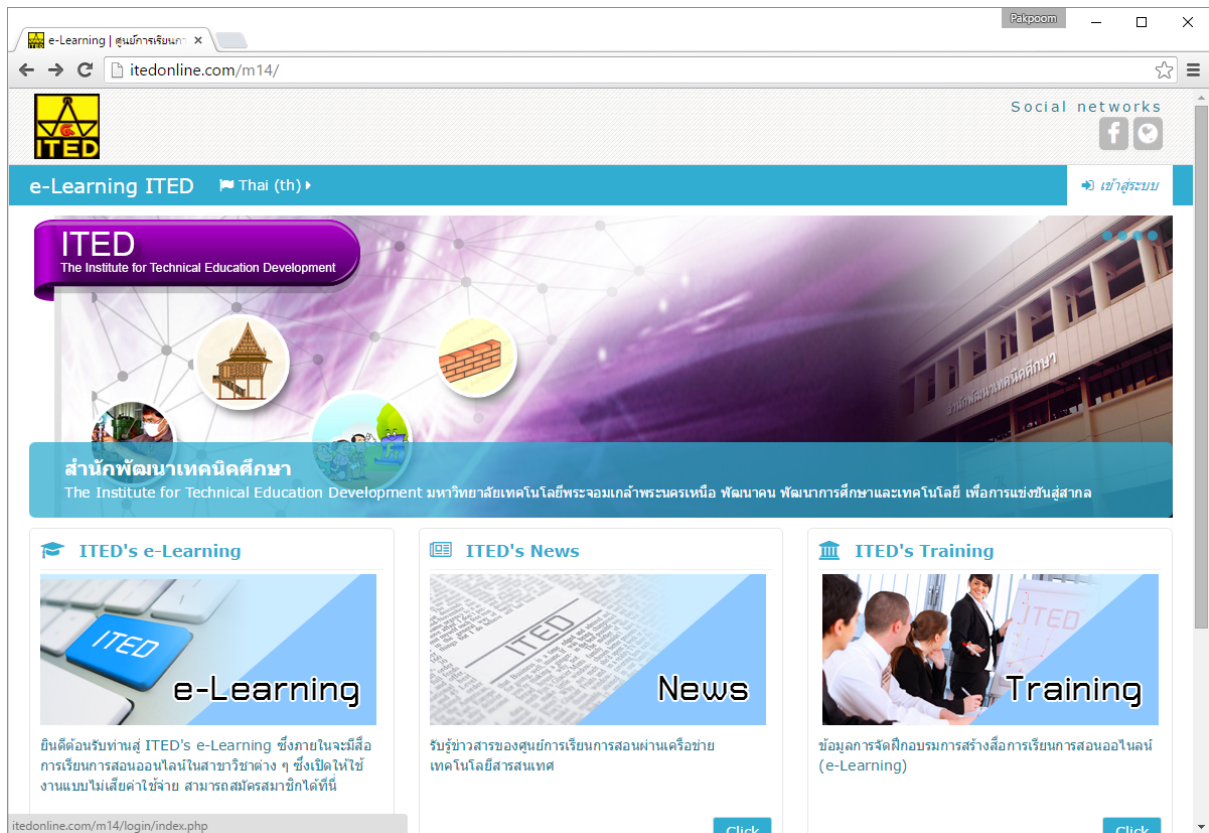 Pakpoom
e-Learning | ศูนย์การเรียนกา
itedonline.com/m14/
ITED
Social networks
e-Learning ITED
Thai (th)
เข้าสู่ระบบ
ITED
The Institute for Technical Education Development
สำนักพัฒนาเทคนิคศึกษา
สำนักพัฒนาเทคนิคศึกษา
The Institute for Technical Education Development มหาวิทยาลัยเทคโนโลยีพระจอมเกล้าพระนครเหนือ พัฒนาคน พัฒนาการศึกษาและเทคโนโลยี เพื่อการแข่งขันสู่สากล
ITED's e-Learning
ITED
e-Learning
ยินดีต้อนรับท่านสู่ ITED's e-Learning ซึ่งภายในจะมีสื่อ
การเรียนการสอนออนไลน์ในสาขาวิชาต่าง ๆ ซึ่งเปิดให้ใช้
งานแบบไม่เสียค่าใช้จ่าย สามารถสมัครสมาชิกได้ที่นี่
ITED's News
ITED
News
รับรู้ข่าวสารของศูนย์การเรียนการสอนผ่านเครือข่าย
เทคโนโลยีสารสนเทศ
Click
ITED's Training
ITED
Training
ข้อมูลการจัดฝึกอบรมการสร้างสื่อการเรียนการสอนออไนลน์
(e-Learning)
Click
itedonline.com/m14/login/index.php